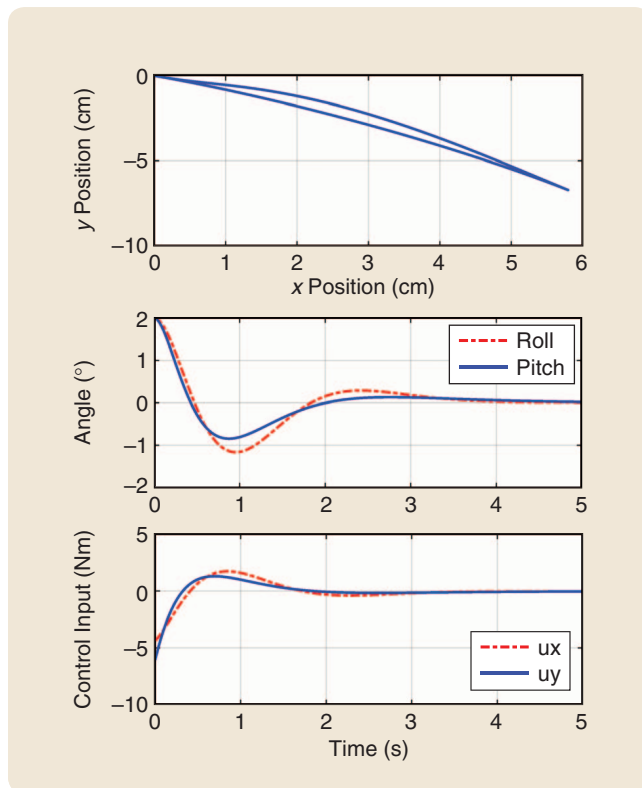 0
−5
−10
y Position (cm)
0 1 2 3 4 5 6
x Position (cm)
2
1
0
−1
−2
Angle (°)
Roll
Pitch
0 1 2 3 4 5
5
0
−5
−10
Control Input (Nm)
ux
uy
0 1 2 3 4 5
Time (s)